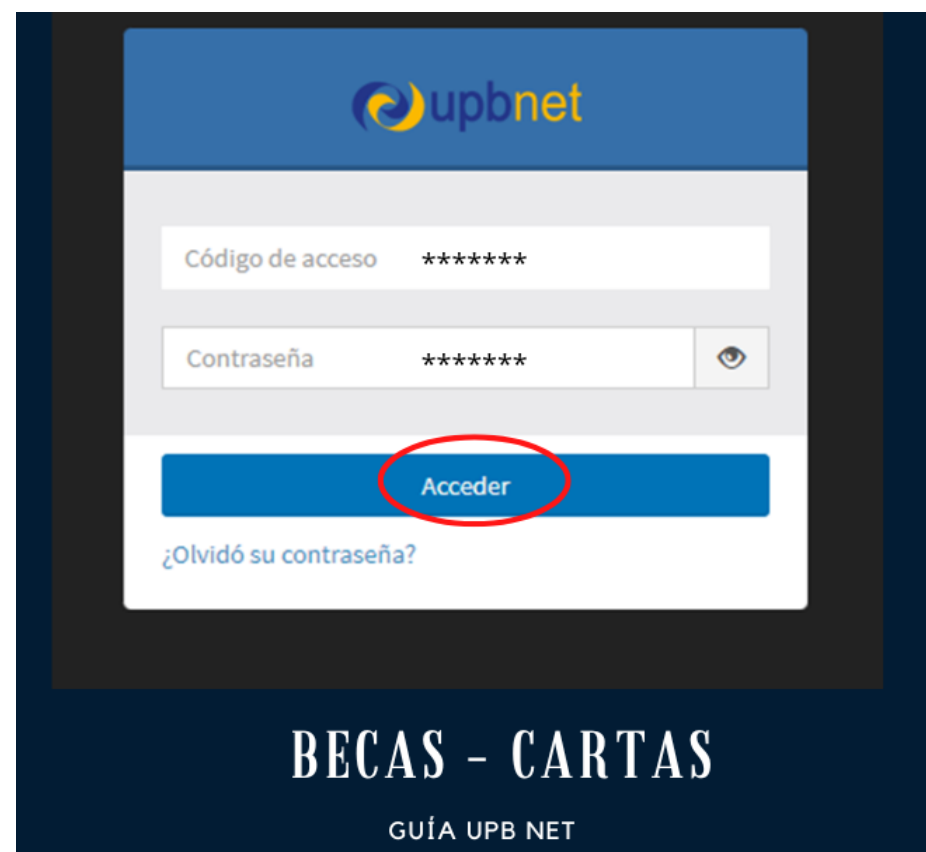 upbnet
Código de acceso *******
Contraseña *******
Acceder
¿Olvidó su contraseña?
BECAS - CARTAS
GUÍA UPB NET